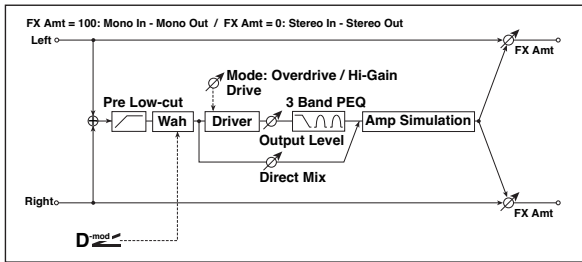 FX Amt = 100: Mono In - Mono Out / FX Amt = 0: Stereo In - Stereo Out
Left
FX Amt
Mode: Overdrive / Hi-Gain
Drive
Pre Low-cut
3 Band PEQ
Wah
Driver
Amp Simulation
Output Level
Direct Mix
Right
FX Amt
D-mod